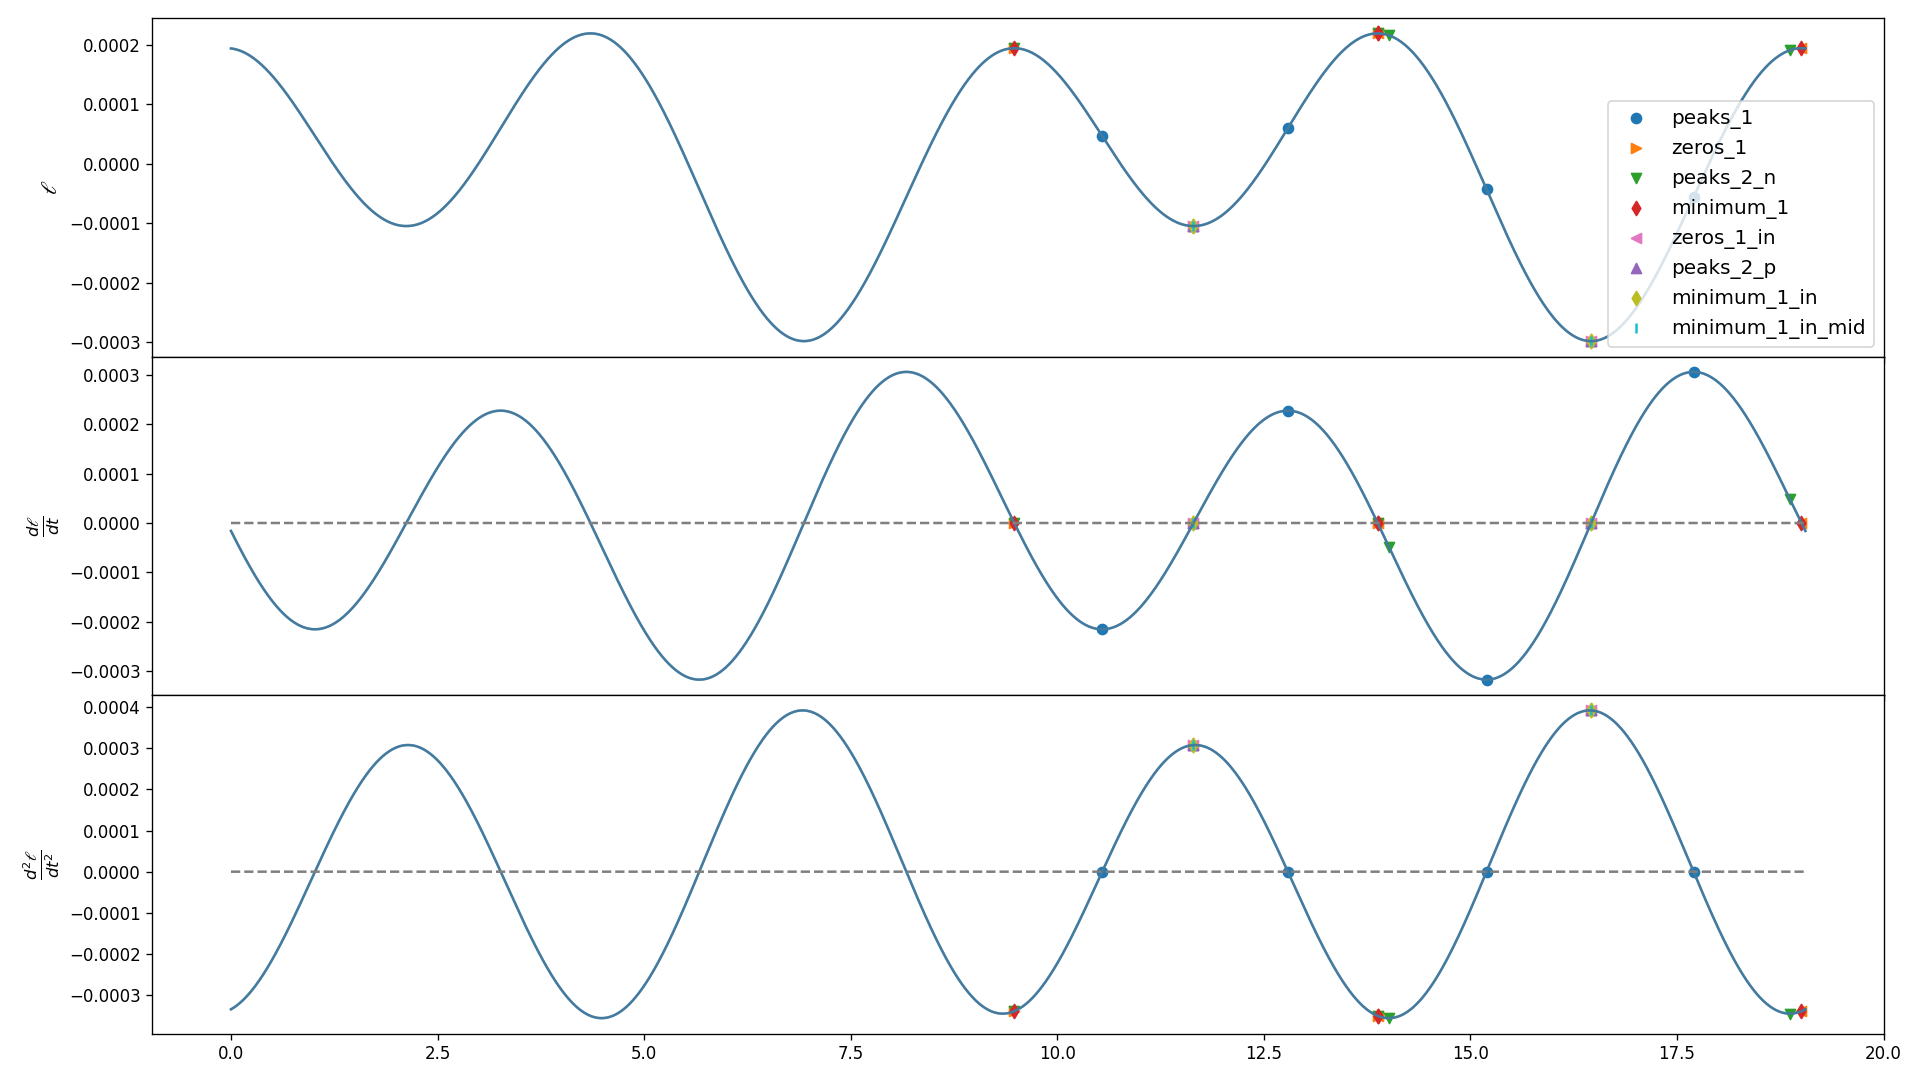 0.0002
0.0001
0.0000
−0.0001
−0.0002
−0.0003
ℓ
peaks_1
zeros_1
peaks_2_n
minimum_1
zeros_1_in
peaks_2_p
minimum_1_in
minimum_1_in_mid
0.0003
0.0002
0.0001
0.0000
−0.0001
−0.0002
−0.0003
dℓ
dt
0.0004
0.0003
0.0002
0.0001
0.0000
−0.0001
−0.0002
−0.0003
d²ℓ
dt²
0.0 2.5 5.0 7.5 10.0 12.5 15.0 17.5 20.0